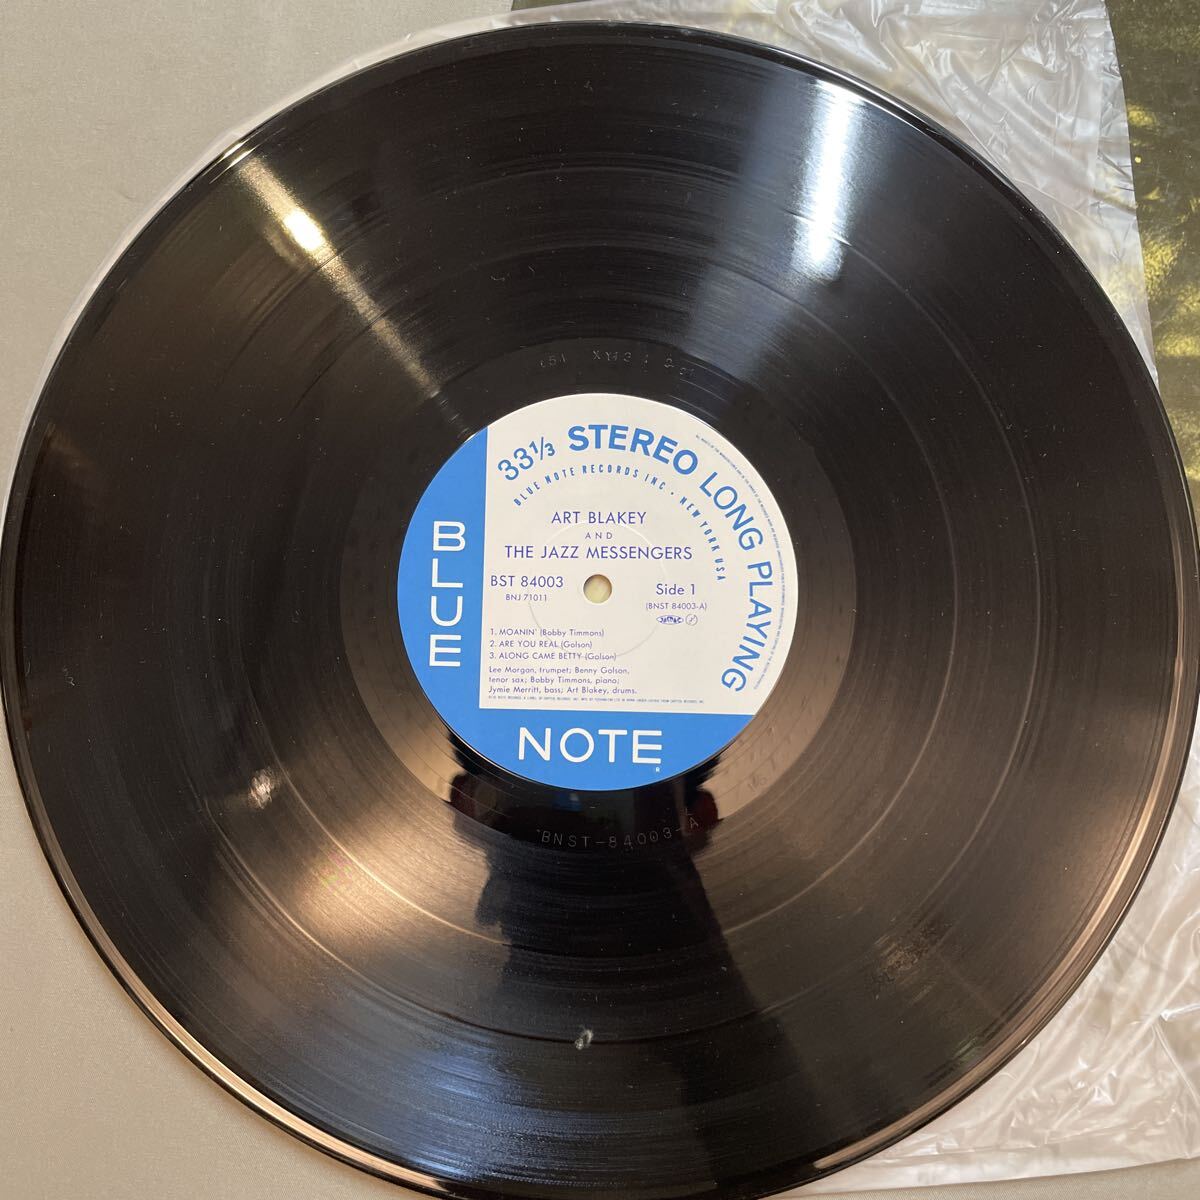 33⅓ STEREO LONG PLAYING
BLUE NOTE RECORDS INC. • NEW YORK USA
ART BLAKEY
AND
THE JAZZ MESSENGERS
BST 84003
BNJ 71011
Side 1
(BNST 84003-A)
JASRAC
1. MOANIN' (Bobby Timmons)
2. ARE YOU REAL (Golson)
3. ALONG CAME BETTY (Golson)
Lee Morgan, trumpet; Benny Golson,
tenor sax; Bobby Timmons, piano;
Jymie Merritt, bass; Art Blakey, drums.
BLUE
NOTE
®
BNST-84003-A